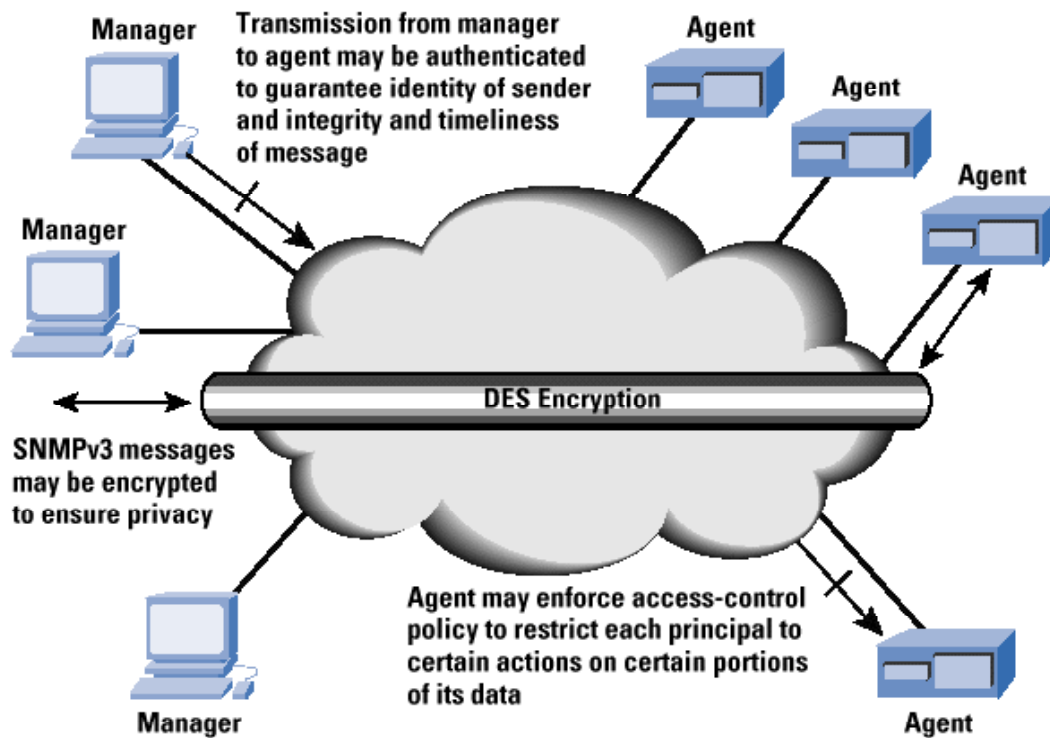 Manager
Transmission from manager
to agent may be authenticated
to guarantee identity of sender
and integrity and timeliness
of message
Agent
Agent
Agent
Manager
DES Encryption
SNMPv3 messages
may be encrypted
to ensure privacy
Agent may enforce access-control
policy to restrict each principal to
certain actions on certain portions
of its data
Manager
Agent